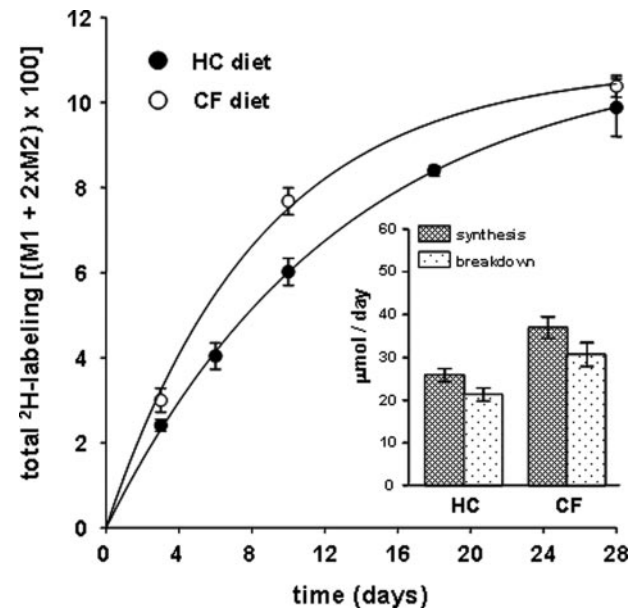 total ²H-labeling [(M1 + 2xM2) x 100]
12
10
8
6
4
2
0
HC diet
CF diet
µmol / day
60
50
40
30
20
10
0
synthesis
breakdown
HC
CF
0 4 8 12 16 20 24 28
time (days)